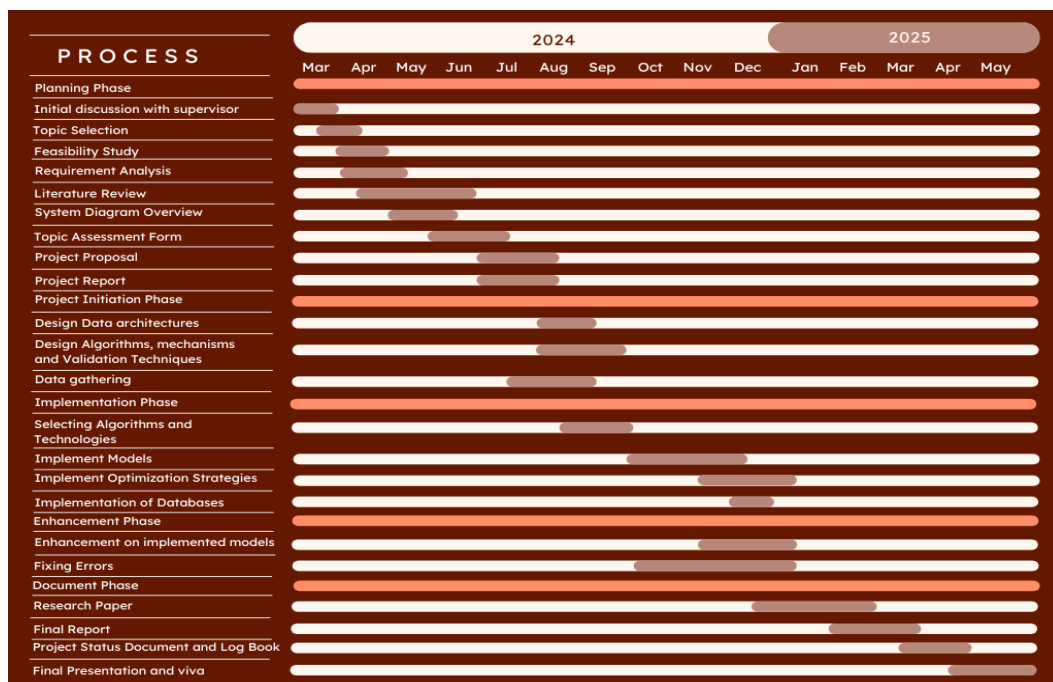 PROCESS
2024
2025
Mar Apr May Jun Jul Aug Sep Oct Nov Dec Jan Feb Mar Apr May
Planning Phase
Initial discussion with supervisor
Topic Selection
Feasibility Study
Requirement Analysis
Literature Review
System Diagram Overview
Topic Assessment Form
Project Proposal
Project Report
Project Initiation Phase
Design Data architectures
Design Algorithms, mechanisms
and Validation Techniques
Data gathering
Implementation Phase
Selecting Algorithms and
Technologies
Implement Models
Implement Optimization Strategies
Implementation of Databases
Enhancement Phase
Enhancement on implemented models
Fixing Errors
Document Phase
Research Paper
Final Report
Project Status Document and Log Book
Final Presentation and viva